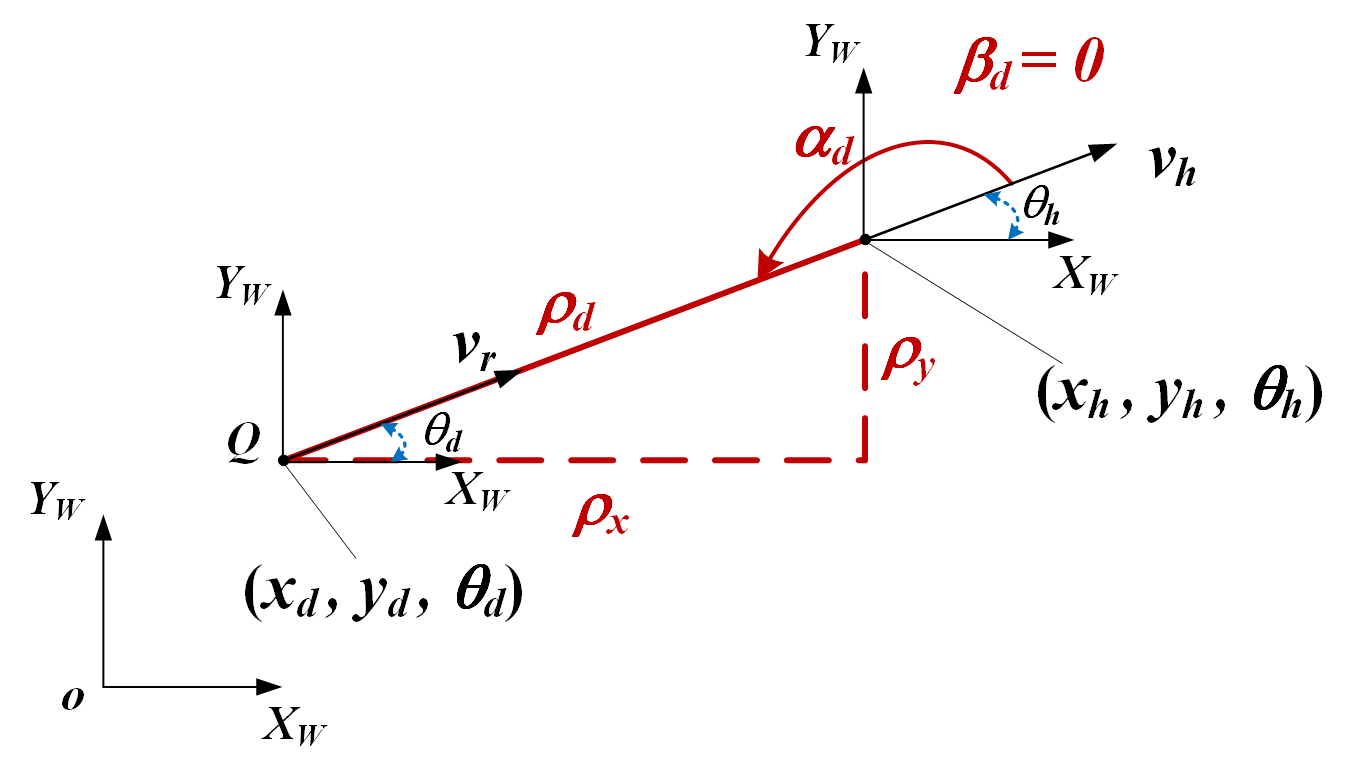 Y_W
β_d = 0
α_d
v_h
θ_h
X_W
Y_W
ρ_d
v_r
ρ_y
(x_h, y_h, θ_h)
Q
θ_d
X_W
Y_W
ρ_x
(x_d, y_d, θ_d)
o
X_W